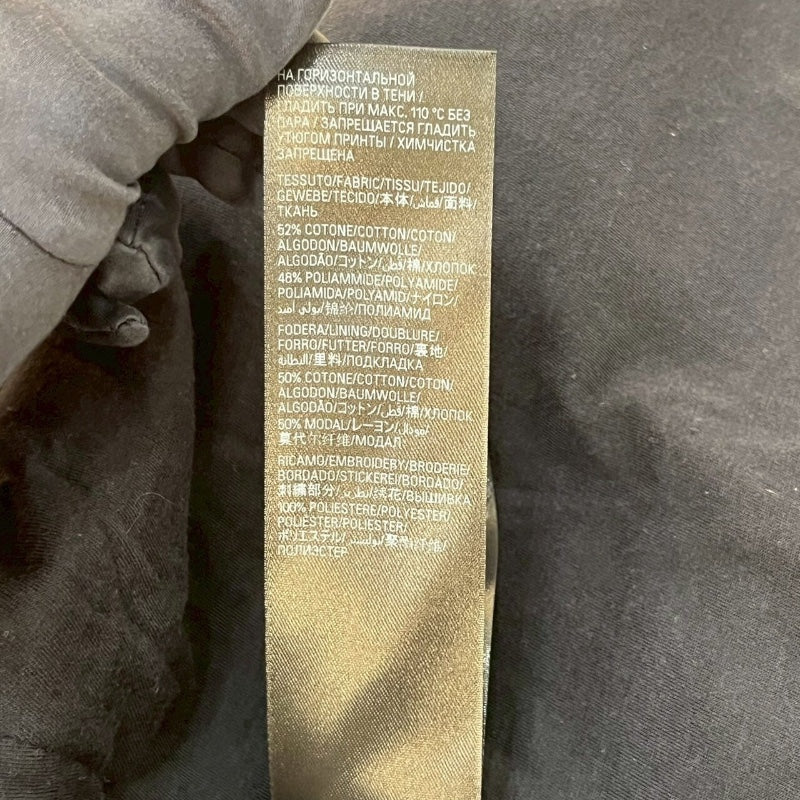 НА ГОРИЗОНТАЛЬНОЙ
ПОВЕРХНОСТИ В ТЕНИ /
ГЛАДИТЬ ПРИ МАКС. 110 °C БЕЗ
ПАРА / ЗАПРЕЩАЕТСЯ ГЛАДИТЬ
УТЮГОМ ПРИНТЫ / ХИМЧИСТКА
ЗАПРЕЩЕНА
TESSUTO/FABRIC/TISSU/TEJIDO/
GEWEBE/TECIDO/本体/قماش/面料/
ТКАНЬ
52% COTONE/COTTON/COTON/
ALGODON/BAUMWOLLE/
ALGODÃO/コットン/قطن/棉/ХЛОПОК
48% POLIAMMIDE/POLYAMIDE/
POLIAMIDA/POLYAMID/ナイロン/
بولي أميد/锦纶/ПОЛИАМИД
FODERA/LINING/DOUBLURE/
FORRO/FUTTER/FORRO/裏地/
البطانة/里料/ПОДКЛАДКА
50% COTONE/COTTON/COTON/
ALGODON/BAUMWOLLE/
ALGODÃO/コットン/قطن/棉/ХЛОПОК
50% MODAL/レーヨン/مودال/
莫代尔纤维/МОДАЛ
RICAMO/EMBROIDERY/BRODERIE/
BORDADO/STICKEREI/BORDADO/
刺繍部分/تطريز/绣花/ВЫШИВКА
100% POLIESTERE/POLYESTER/
POLIÉSTER/POLIESTER/
ポリエステル/بوليستر/聚酯纤维/
ПОЛИЭСТЕР